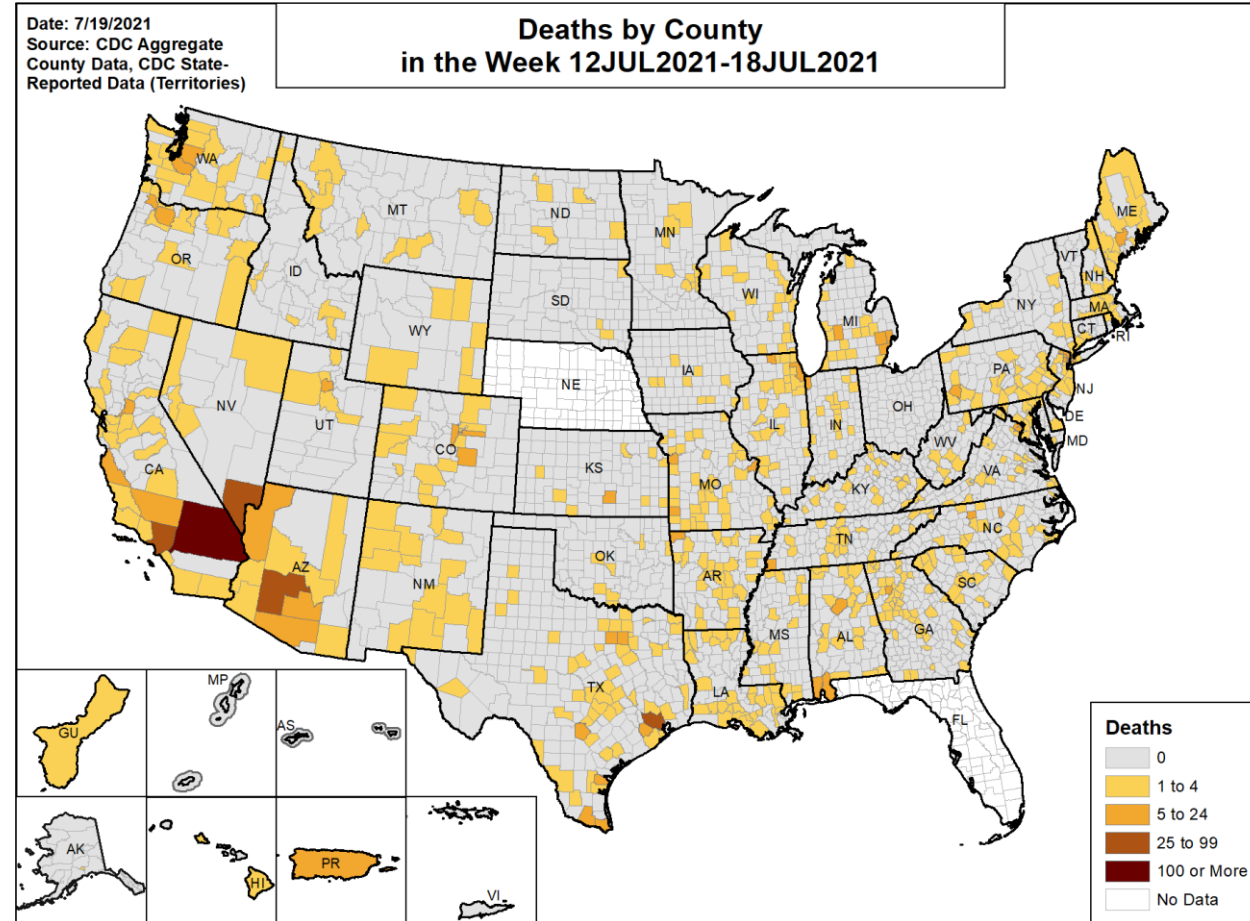 Date: 7/19/2021
Source: CDC Aggregate
County Data, CDC State-
Reported Data (Territories)
Deaths by County
in the Week 12JUL2021-18JUL2021
WA
MT
ND
MN
ME
OR
ID
WY
SD
WI
MI
NY
VT
NH
MA
CT
RI
NV
UT
CO
NE
IA
IL
IN
OH
PA
NJ
DE
MD
CA
KS
MO
KY
WV
VA
AZ
NM
OK
AR
TN
NC
SC
TX
LA
MS
AL
GA
FL
GU
MP
AS
AK
HI
PR
VI
Deaths
0
1 to 4
5 to 24
25 to 99
100 or More
No Data